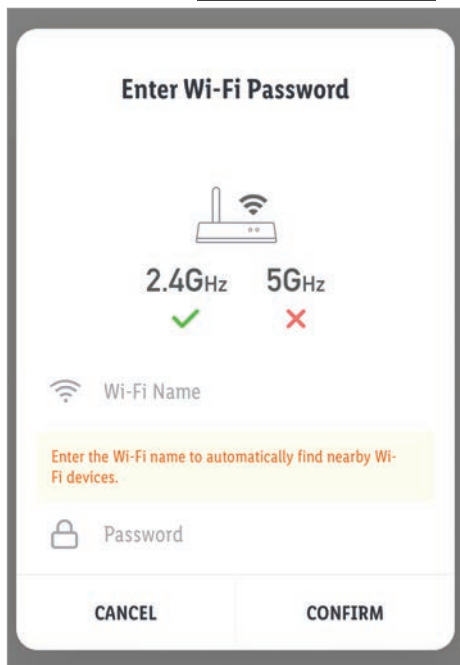 Enter Wi-Fi Password
2.4GHz 5GHz
Wi-Fi Name
Enter the Wi-Fi name to automatically find nearby Wi-
Fi devices.
Password
CANCEL CONFIRM